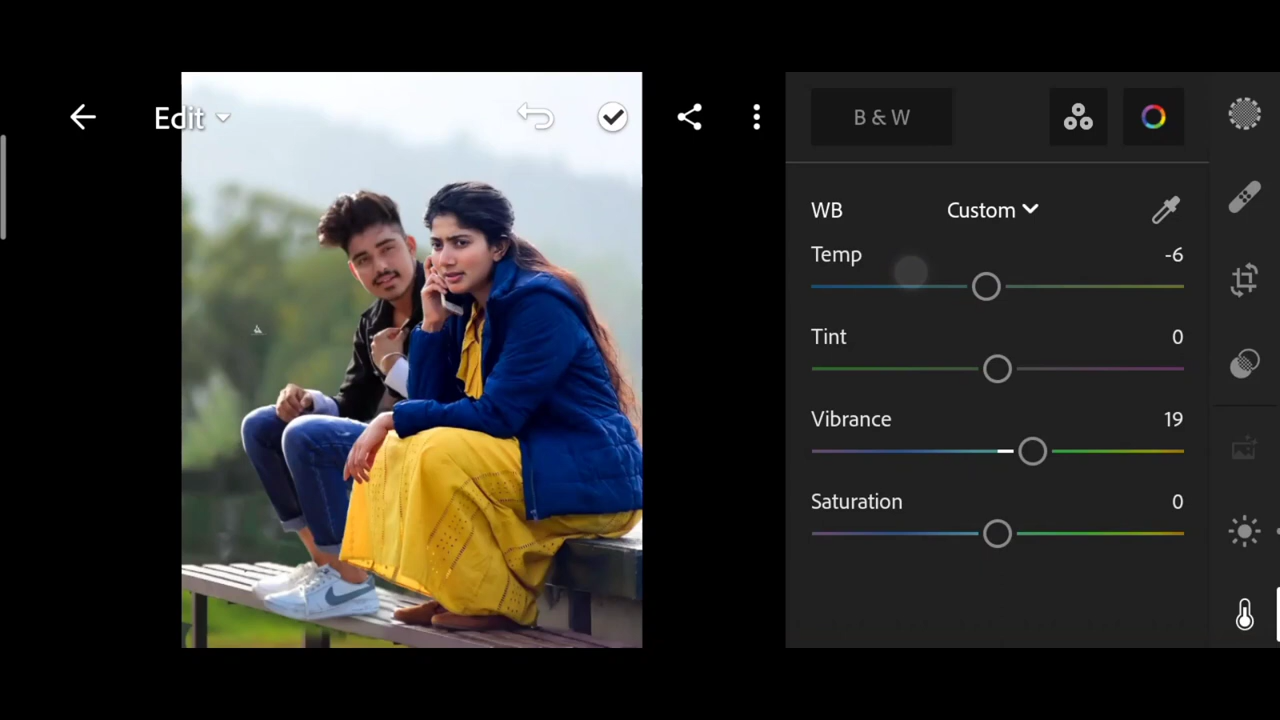 Edit
B & W
WB Custom
Temp -6
Tint 0
Vibrance 19
Saturation 0